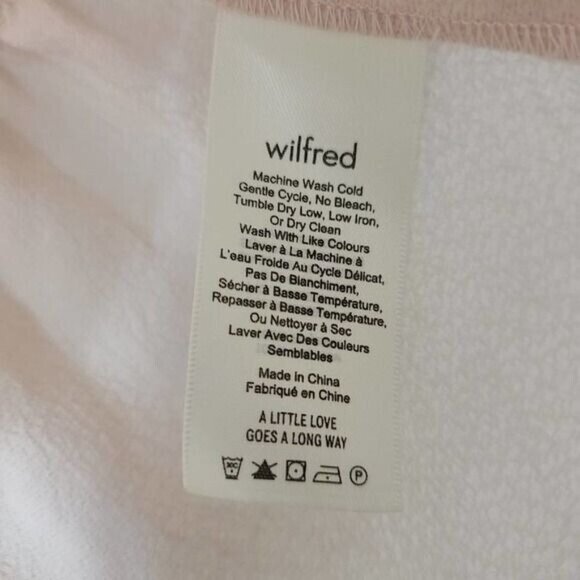 wilfred
Machine Wash Cold
Gentle Cycle, No Bleach,
Tumble Dry Low, Low Iron,
Or Dry Clean
Wash With Like Colours
Laver à La Machine à
L'eau Froide Au Cycle Délicat,
Pas De Blanchiment,
Sécher à Basse Température,
Repasser à Basse Température,
Ou Nettoyer à Sec
Laver Avec Des Couleurs
Semblables
Made in China
Fabriqué en Chine
A LITTLE LOVE
GOES A LONG WAY
P